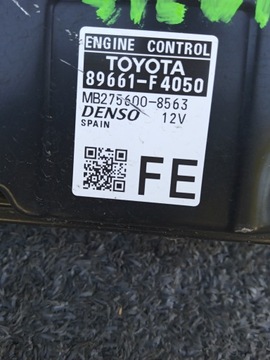 ENGINE CONTROL
TOYOTA
89661-F4050
MB275600-8563
DENSO 12V
SPAIN
FE